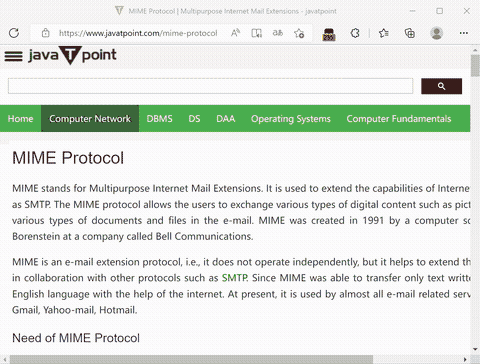 MIME Protocol | Multipurpose Internet Mail Extensions - javatpoint
https://www.javatpoint.com/mime-protocol
java T point
Home Computer Network DBMS DS DAA Operating Systems Computer Fundamentals
MIME Protocol
MIME stands for Multipurpose Internet Mail Extensions. It is used to extend the capabilities of Internet
as SMTP. The MIME protocol allows the users to exchange various types of digital content such as pict
various types of documents and files in the e-mail. MIME was created in 1991 by a computer sc
Borenstein at a company called Bell Communications.
MIME is an e-mail extension protocol, i.e., it does not operate independently, but it helps to extend th
in collaboration with other protocols such as SMTP. Since MIME was able to transfer only text writte
English language with the help of the internet. At present, it is used by almost all e-mail related serv
Gmail, Yahoo-mail, Hotmail.
Need of MIME Protocol